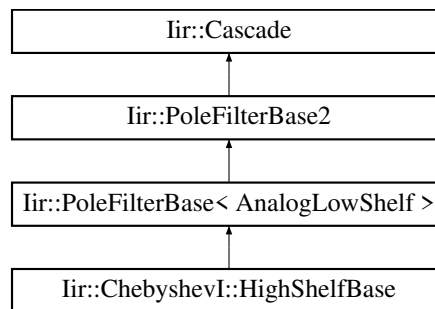 Iir::Cascade
Iir::PoleFilterBase2
Iir::PoleFilterBase< AnalogLowShelf >
Iir::ChebyshevI::HighShelfBase